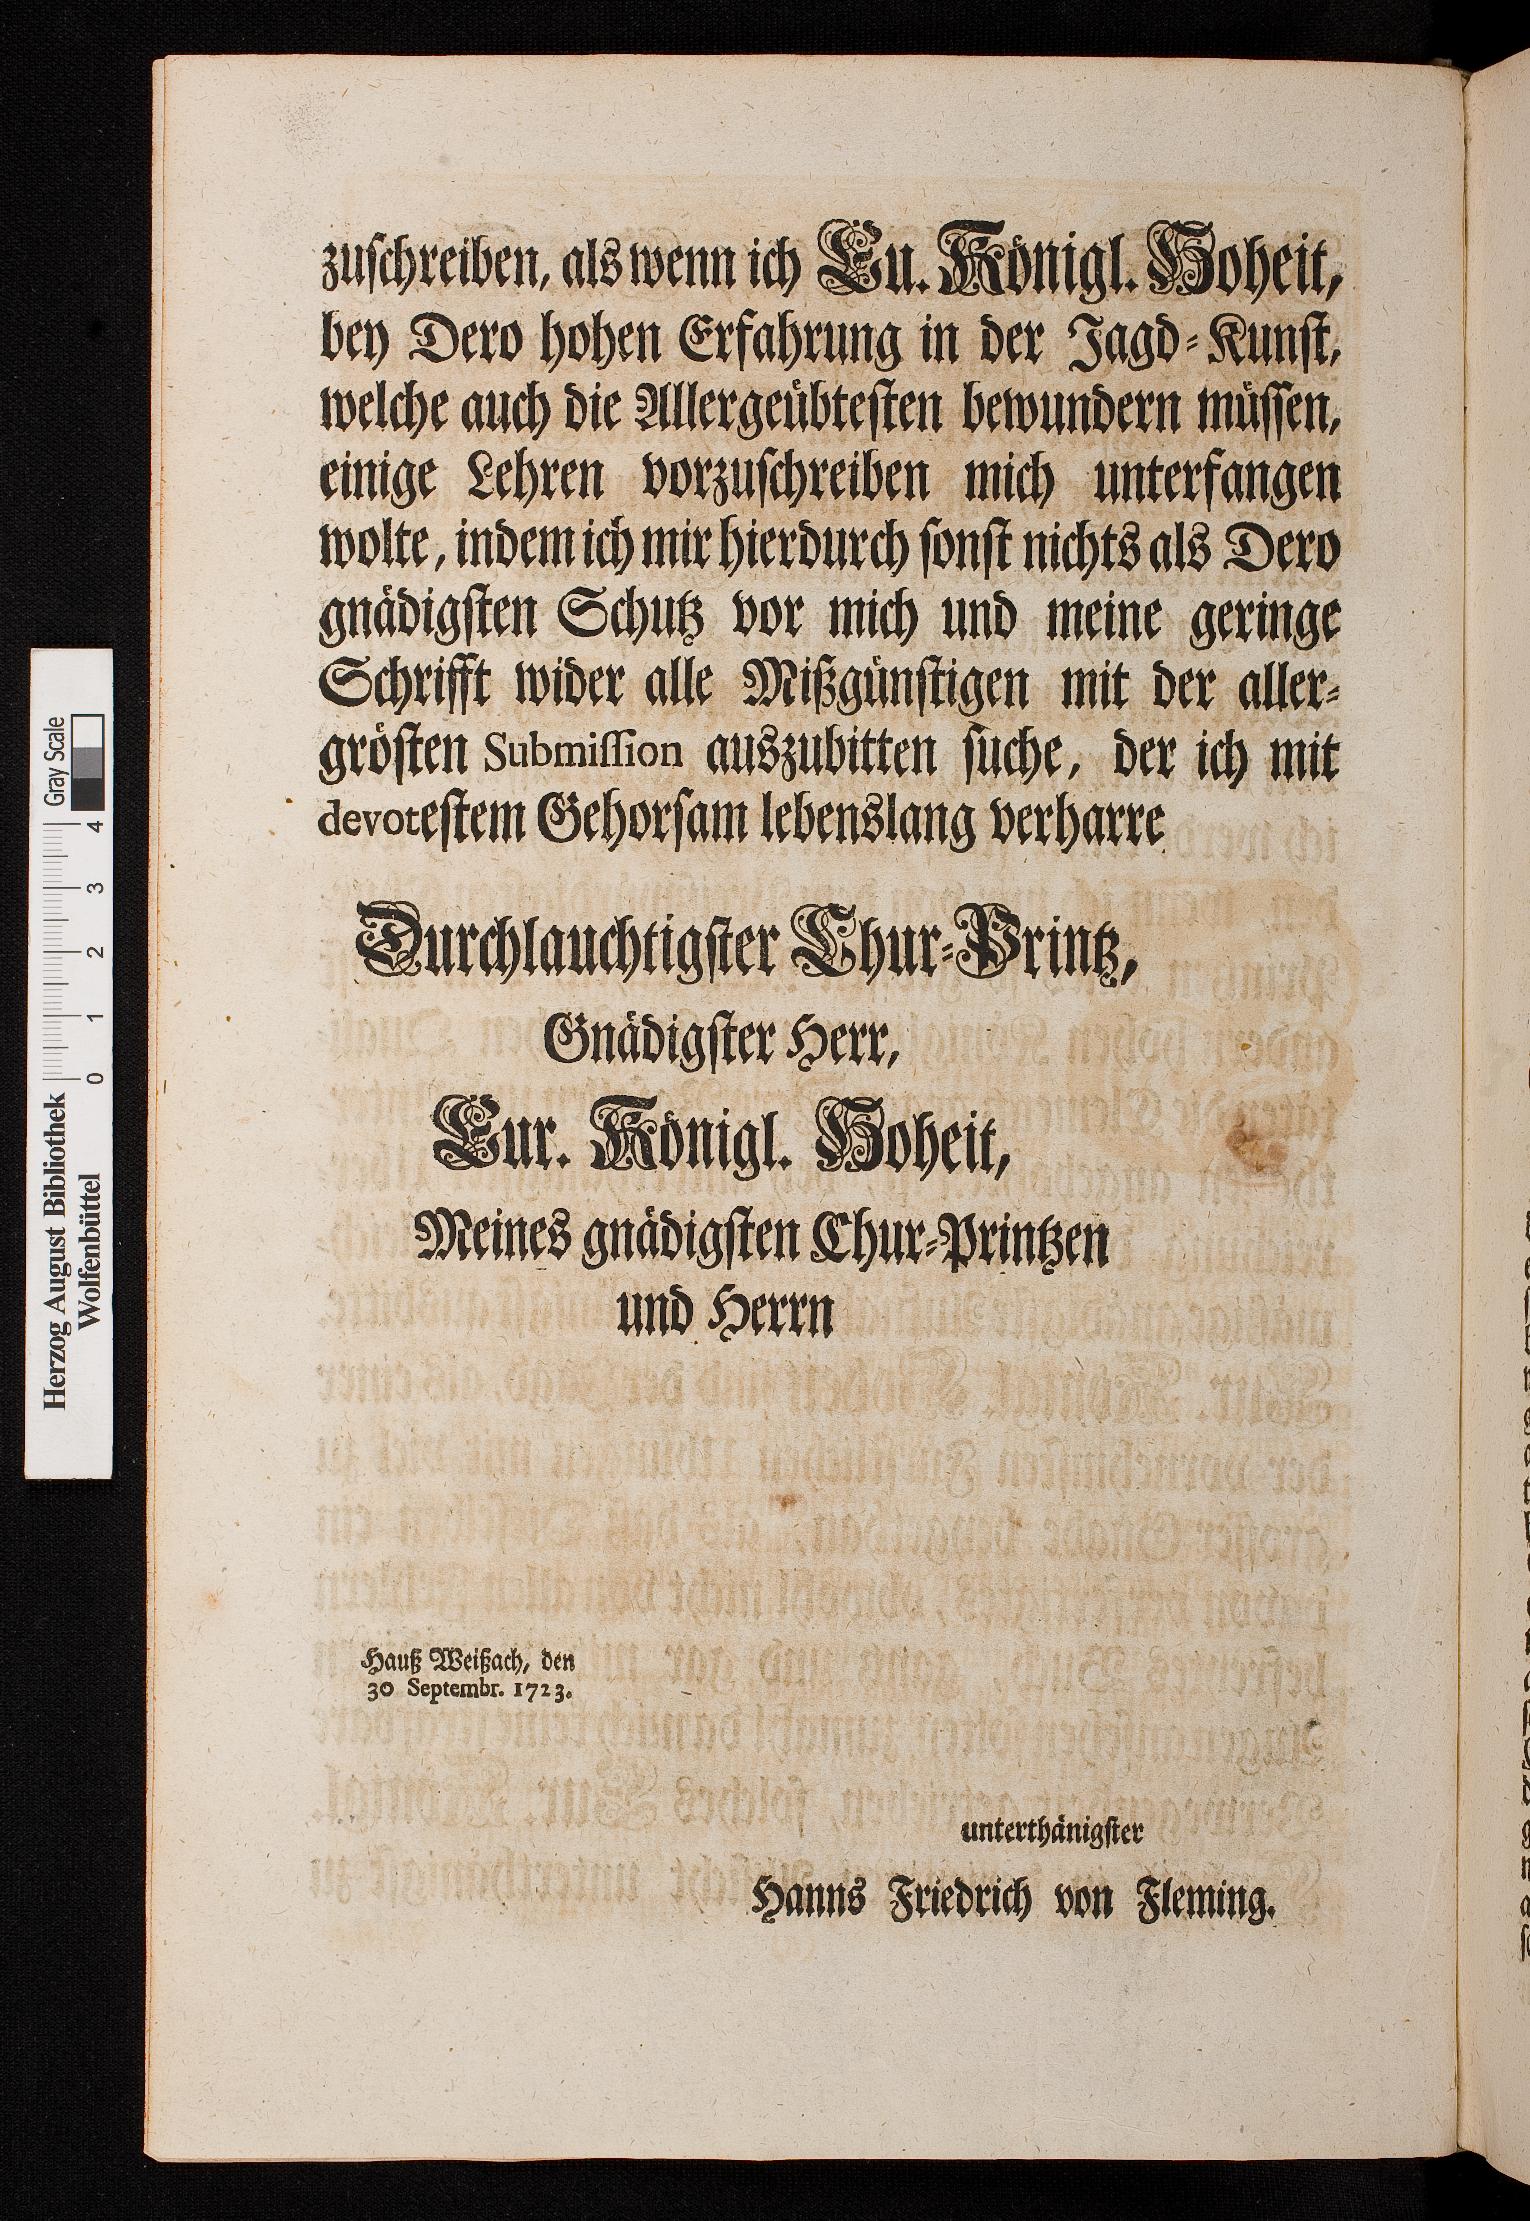 zuschreiben, als wenn ich Eu. Königl. Hoheit,
bey Dero hohen Erfahrung in der Jagd-Kunst,
welche auch die Allergeübtesten bewundern müssen,
einige Lehren vorzuschreiben mich unterfangen
wolte, indem ich mir hierdurch sonst nichts als Dero
gnädigsten Schutz vor mich und meine geringe
Schrifft wider alle Mißgünstigen mit der aller-
grösten Submission auszubitten suche, der ich mit
devotestem Gehorsam lebenslang verharre
Durchlauchtigster Chur-Printz,
Gnädigster Herr,
Eur. Königl. Hoheit,
Meines gnädigsten Chur-Printzen
und Herrn
Hauß Weißach, den
30 Septembr. 1723.
unterthänigster
Hanns Friedrich von Fleming.
Herzog August Bibliothek
Wolfenbüttel
0 1 2 3 4
Gray Scale